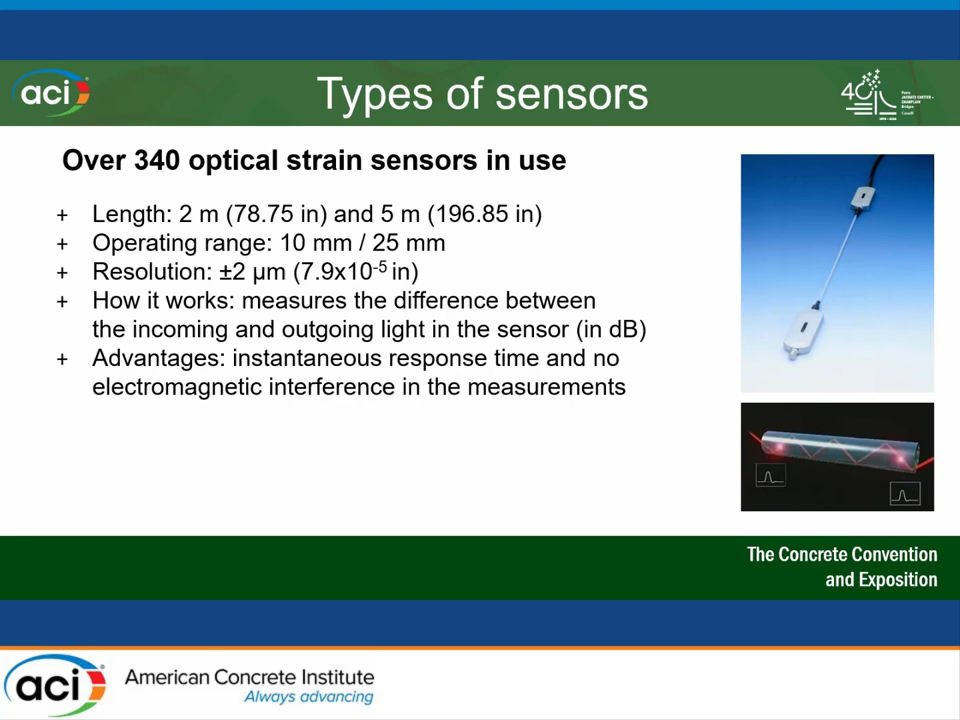 aci
Types of sensors
40
Over 340 optical strain sensors in use
+ Length: 2 m (78.75 in) and 5 m (196.85 in)
+ Operating range: 10 mm / 25 mm
+ Resolution: ±2 µm (7.9x10⁻⁵ in)
+ How it works: measures the difference between
the incoming and outgoing light in the sensor (in dB)
+ Advantages: instantaneous response time and no
electromagnetic interference in the measurements
The Concrete Convention
and Exposition
aci
American Concrete Institute
Always advancing